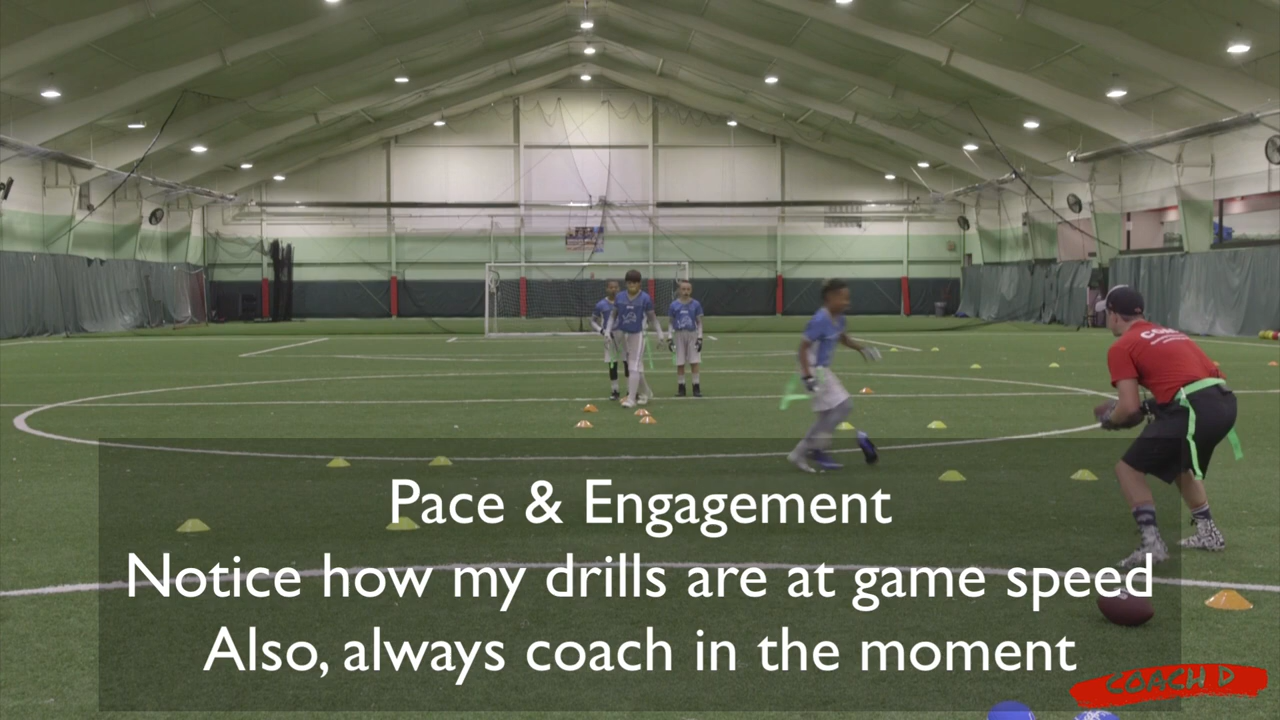 Pace & Engagement
Notice how my drills are at game speed
Also, always coach in the moment
COACH D